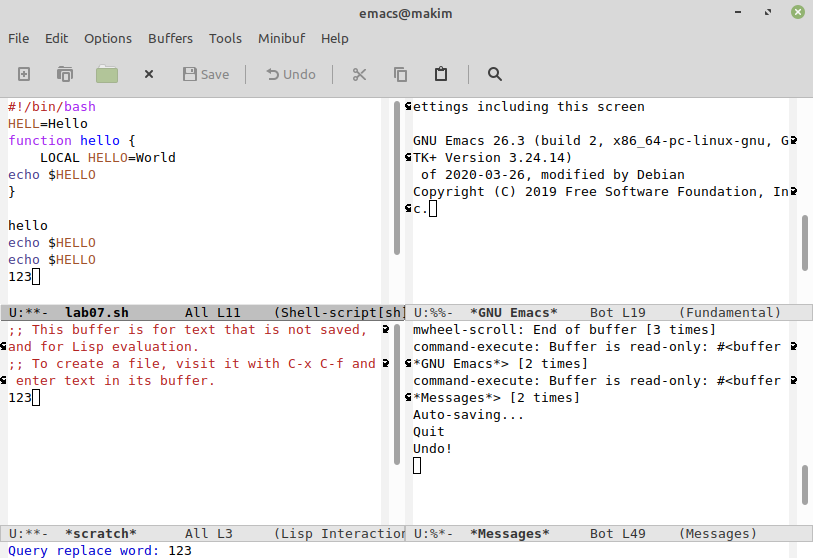 emacs@makim
File Edit Options Buffers Tools Minibuf Help
Save Undo
#!/bin/bash
HELL=Hello
function hello {
    LOCAL HELLO=World
echo $HELLO
}
hello
echo $HELLO
echo $HELLO
123
U:**-  lab07.sh       All L11    (Shell-script[sh]
ettings including this screen
GNU Emacs 26.3 (build 2, x86_64-pc-linux-gnu, G
TK+ Version 3.24.14)
 of 2020-03-26, modified by Debian
Copyright (C) 2019 Free Software Foundation, In
c.
U:%%-  *GNU Emacs*    Bot L19    (Fundamental)
;; This buffer is for text that is not saved,
and for Lisp evaluation.
;; To create a file, visit it with C-x C-f and
 enter text in its buffer.
123
U:**-  *scratch*      All L3     (Lisp Interaction
mwheel-scroll: End of buffer [3 times]
command-execute: Buffer is read-only: #<buffer
*GNU Emacs*> [2 times]
command-execute: Buffer is read-only: #<buffer
*Messages*> [2 times]
Auto-saving...
Quit
Undo!
U:%*-  *Messages*     Bot L49    (Messages)
Query replace word: 123